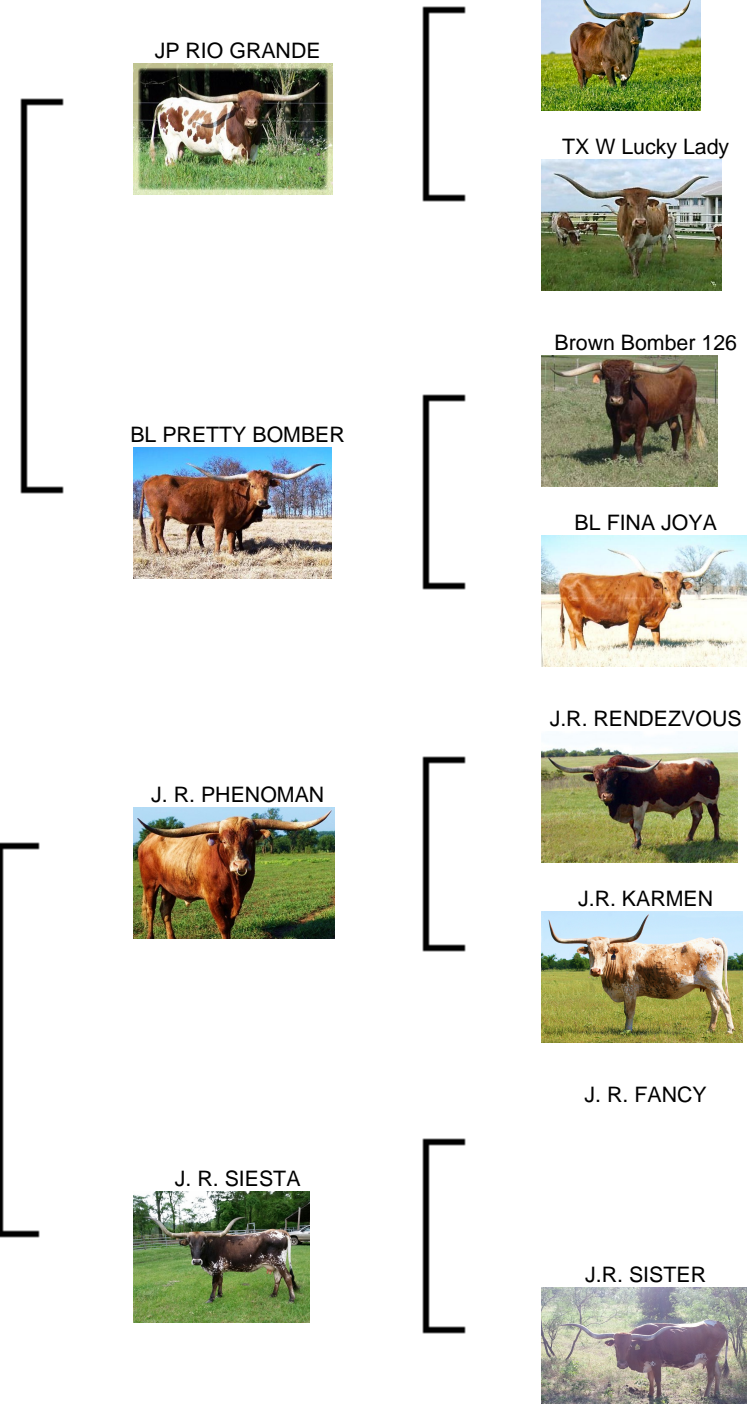 JP RIO GRANDE
TX W Lucky Lady
Brown Bomber 126
BL PRETTY BOMBER
BL FINA JOYA
J.R. RENDEZVOUS
J. R. PHENOMAN
J.R. KARMEN
J. R. FANCY
J. R. SIESTA
J.R. SISTER